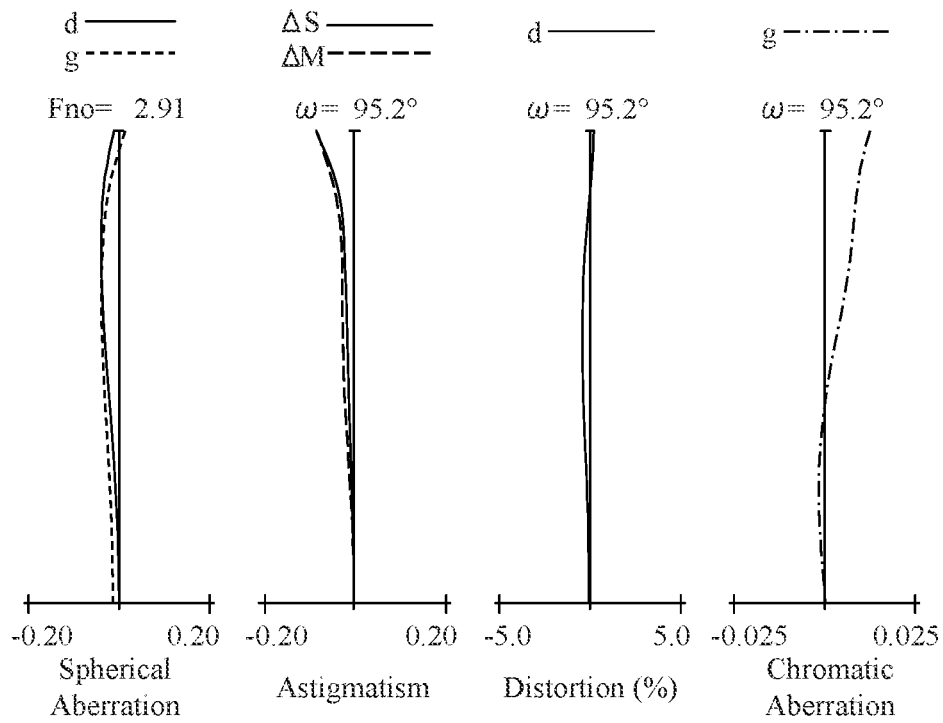 d
g
Fno= 2.91
-0.20 0.20
Spherical
Aberration
ΔS
ΔM
ω= 95.2°
-0.20 0.20
Astigmatism
d
ω= 95.2°
-5.0 5.0
Distortion (%)
g
ω= 95.2°
-0.025 0.025
Chromatic
Aberration